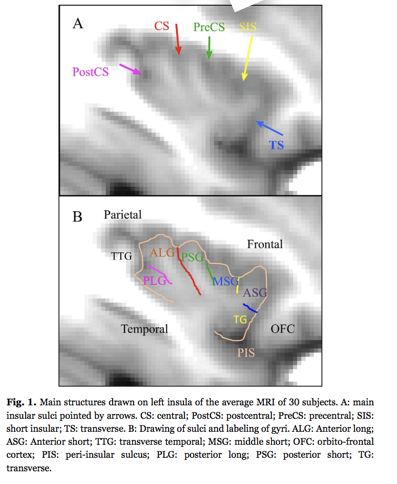 A
CS
PreCS
SIS
PostCS
TS
B
Parietal
Frontal
TTG
ALG
PSG
PLG
MSG
ASG
TG
Temporal
OFC
PIS
Fig. 1. Main structures drawn on left insula of the average MRI of 30 subjects. A: main
insular sulci pointed by arrows. CS: central; PostCS: postcentral; PreCS: precentral; SIS:
short insular; TS: transverse. B: Drawing of sulci and labeling of gyri. ALG: Anterior long;
ASG: Anterior short; TTG: transverse temporal; MSG: middle short; OFC: orbito-frontal
cortex; PIS: peri-insular sulcus; PLG: posterior long; PSG: posterior short; TG:
transverse.